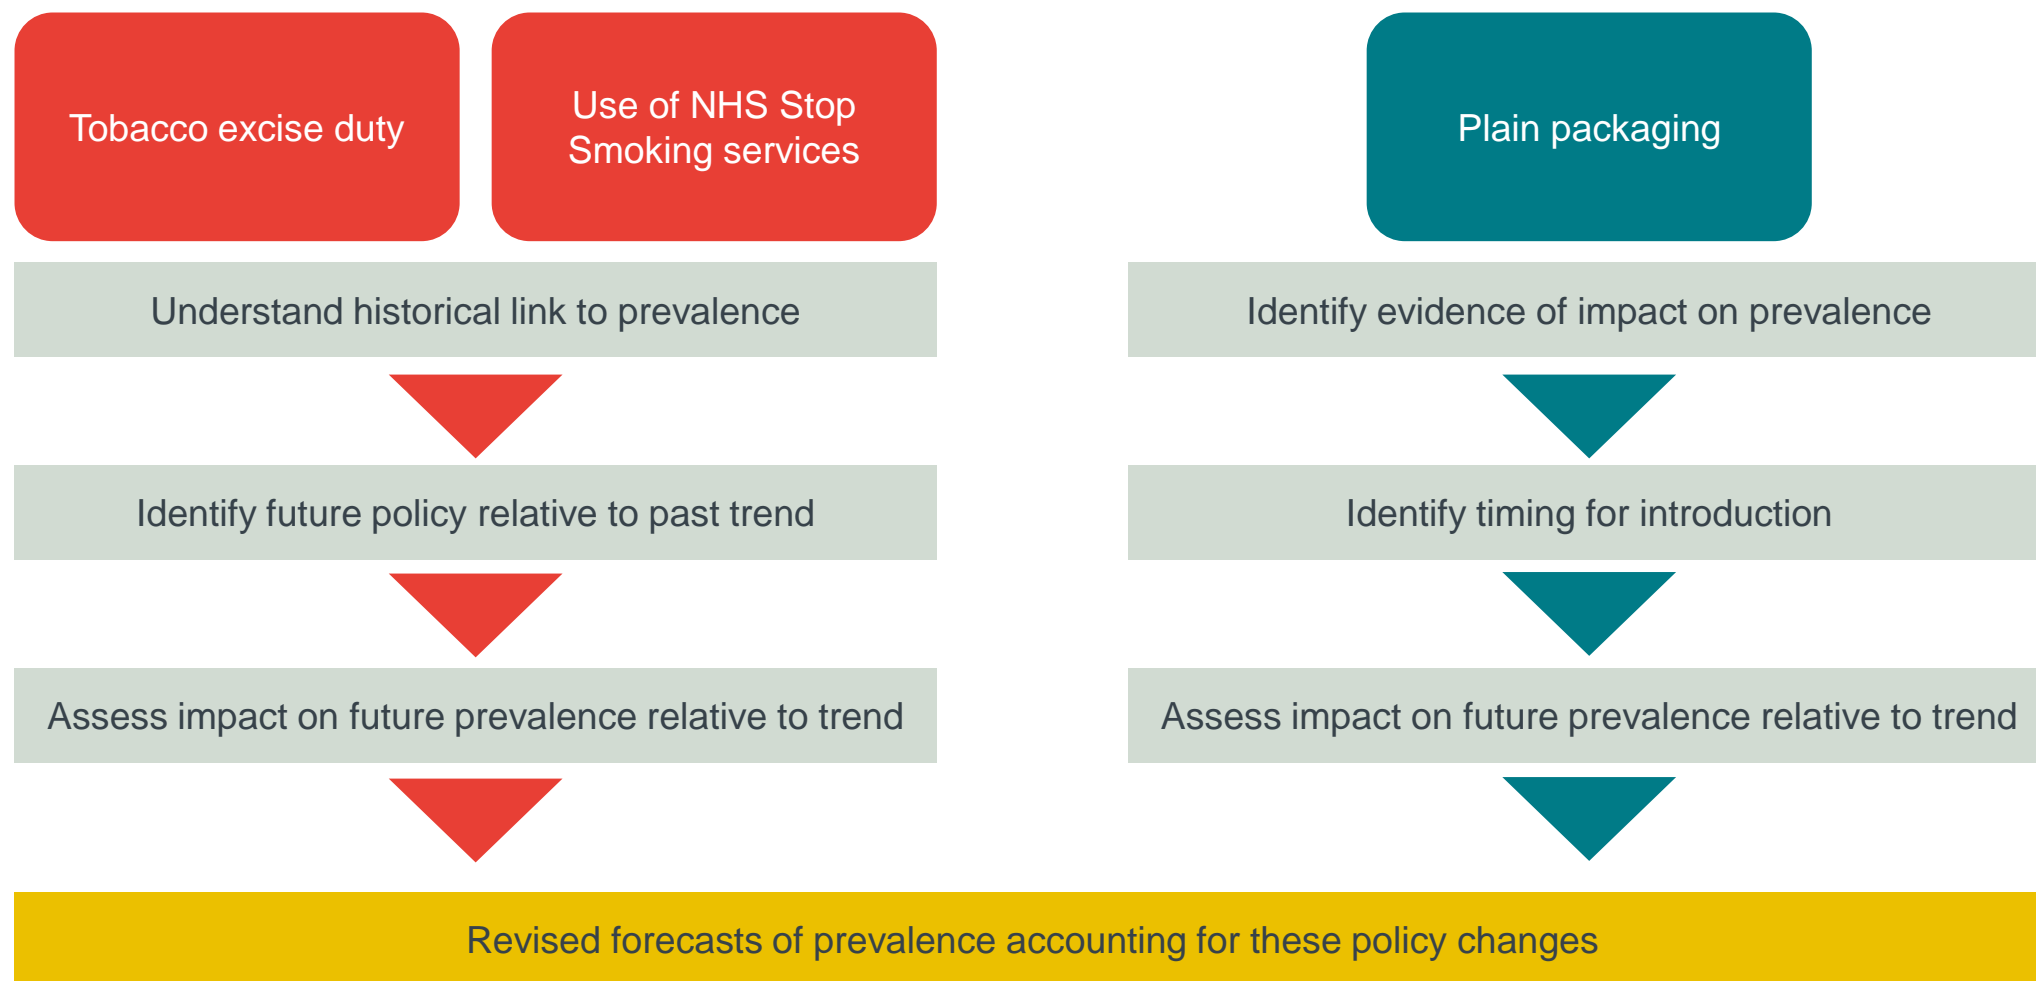 Tobacco excise duty
Use of NHS Stop
Smoking services
Plain packaging
Understand historical link to prevalence
Identify evidence of impact on prevalence
Identify future policy relative to past trend
Identify timing for introduction
Assess impact on future prevalence relative to trend
Assess impact on future prevalence relative to trend
Revised forecasts of prevalence accounting for these policy changes